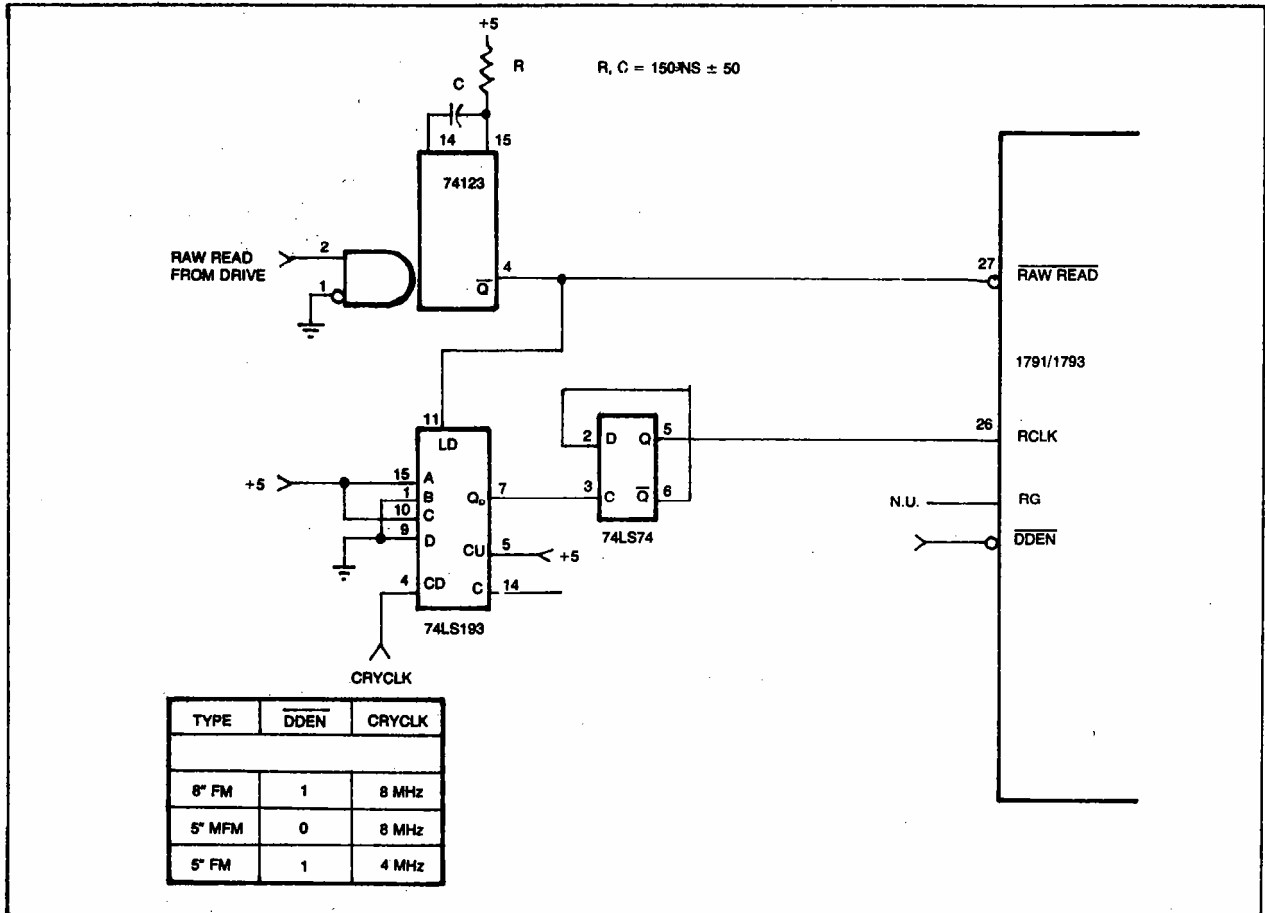 +5
R
R, C = 150NS ± 50
C
14
15
74123
RAW READ
FROM DRIVE
2
1
4
Q
27
RAW READ
1791/1793
11
LD
+5
15 A
1 B
10 C
9 D
QD 7
CU 5
+5
4 CD
C 14
74LS193
CRYCLK
2 D
Q 5
3 C
Q 6
74LS74
26
RCLK
N.U.
RG
DDEN
TYPE DDEN CRYCLK
8" FM 1 8 MHz
5" MFM 0 8 MHz
5" FM 1 4 MHz